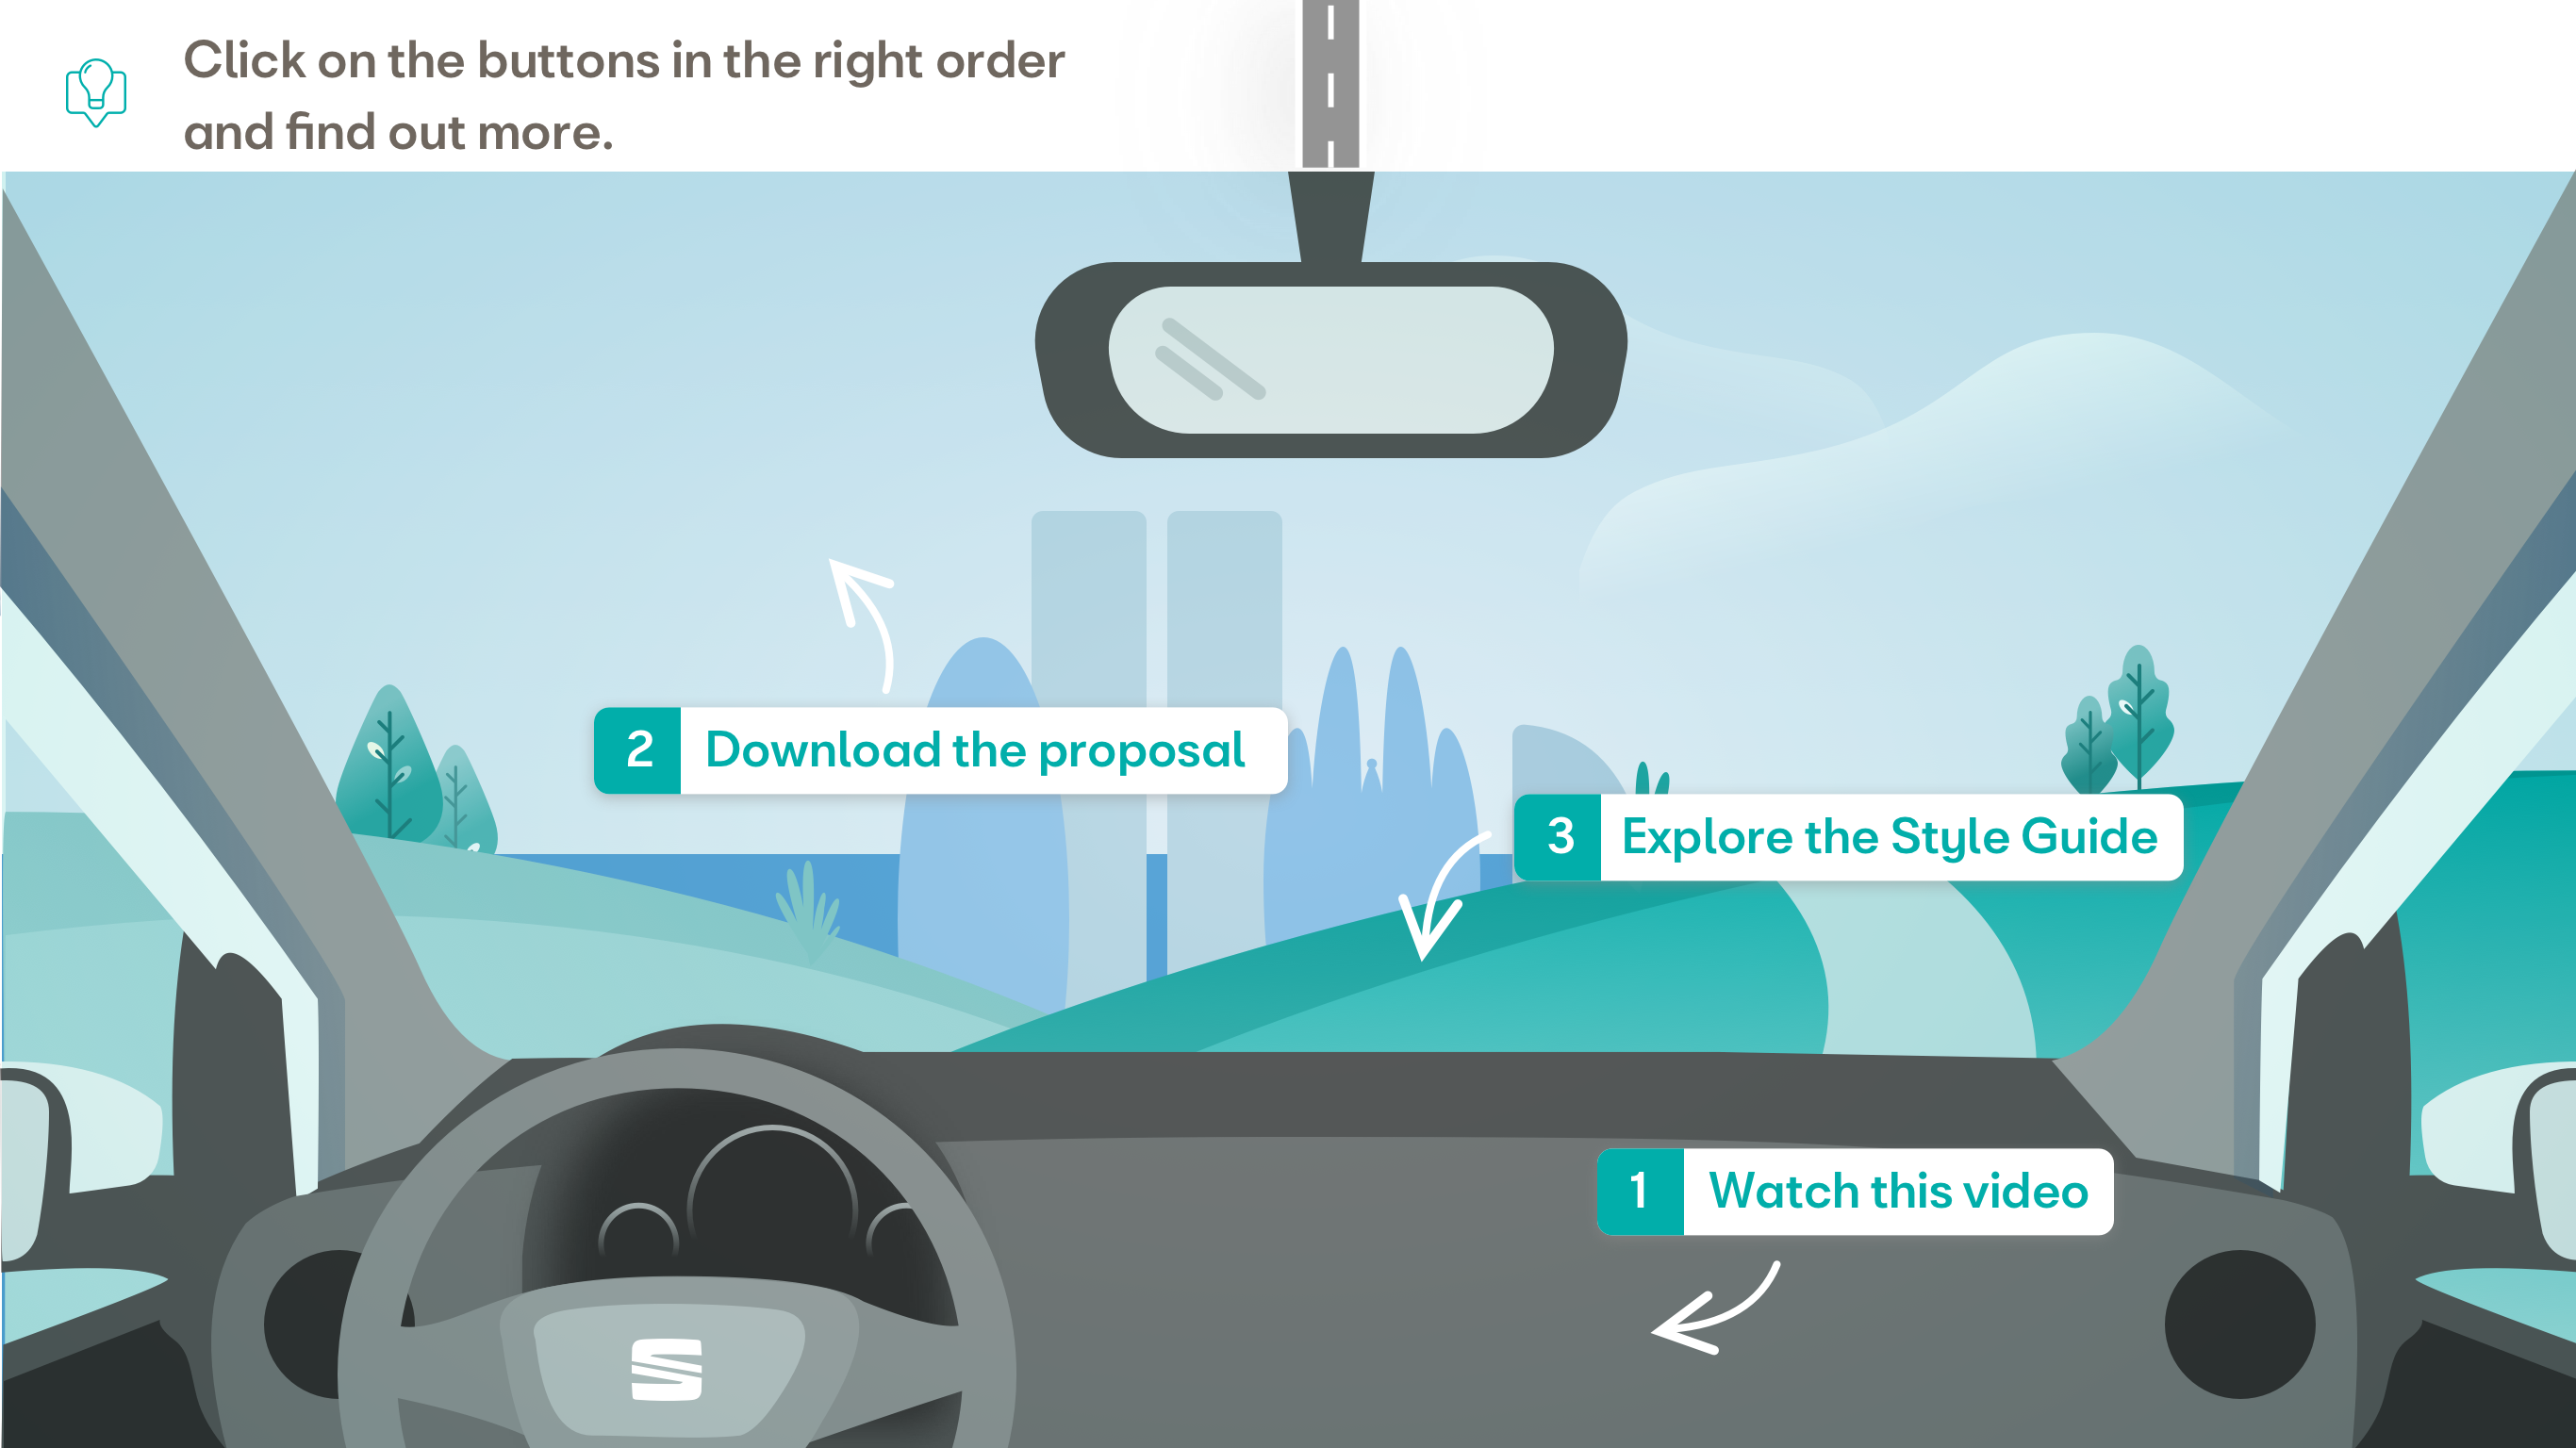 Click on the buttons in the right order
and find out more.
2 Download the proposal
3 Explore the Style Guide
1 Watch this video